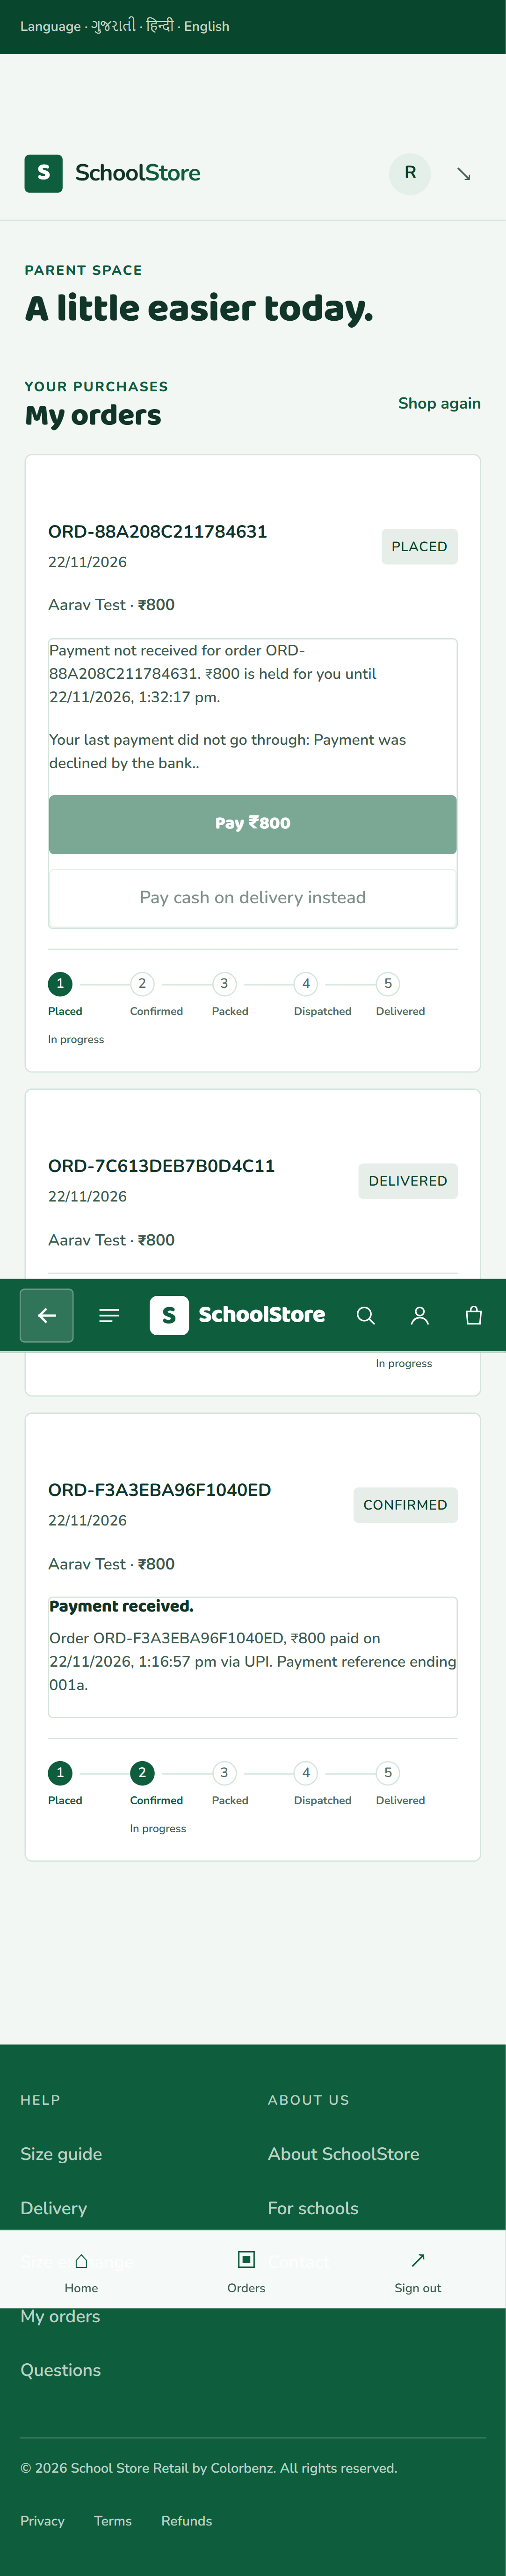 Language · ગુજરાતી · हिन्दी · English
S SchoolStore
R
PARENT SPACE
A little easier today.
YOUR PURCHASES
My orders
Shop again
ORD-88A208C211784631
PLACED
22/11/2026
Aarav Test · ₹800
Payment not received for order ORD-
88A208C211784631. ₹800 is held for you until
22/11/2026, 1:32:17 pm.
Your last payment did not go through: Payment was
declined by the bank..
Pay ₹800
Pay cash on delivery instead
1 2 3 4 5
Placed Confirmed Packed Dispatched Delivered
In progress
ORD-7C613DEB7B0D4C11
DELIVERED
22/11/2026
Aarav Test · ₹800
S SchoolStore
In progress
ORD-F3A3EBA96F1040ED
CONFIRMED
22/11/2026
Aarav Test · ₹800
Payment received.
Order ORD-F3A3EBA96F1040ED, ₹800 paid on
22/11/2026, 1:16:57 pm via UPI. Payment reference ending
001a.
1 2 3 4 5
Placed Confirmed Packed Dispatched Delivered
In progress
HELP
ABOUT US
Size guide
About SchoolStore
Delivery
For schools
Contact
Home Orders Sign out
My orders
Questions
© 2026 School Store Retail by Colorbenz. All rights reserved.
Privacy Terms Refunds